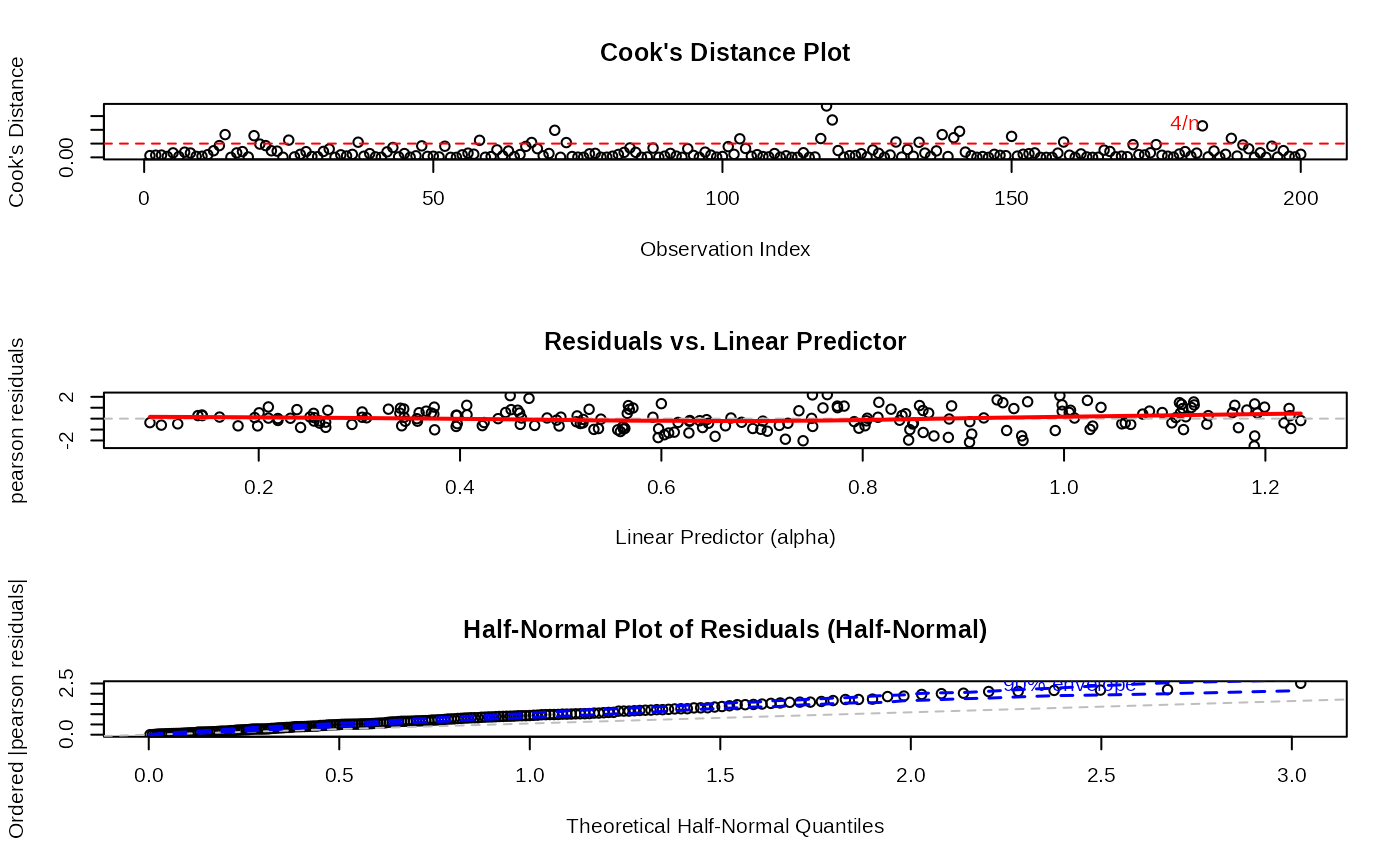 Cook's Distance Plot
Cook's Distance
0.00
4/n
0 50 100 150 200
Observation Index
Residuals vs. Linear Predictor
pearson residuals
2
-2
0.2 0.4 0.6 0.8 1.0 1.2
Linear Predictor (alpha)
Half-Normal Plot of Residuals (Half-Normal)
Ordered |pearson residuals|
2.5
0.0
90% envelope
0.0 0.5 1.0 1.5 2.0 2.5 3.0
Theoretical Half-Normal Quantiles